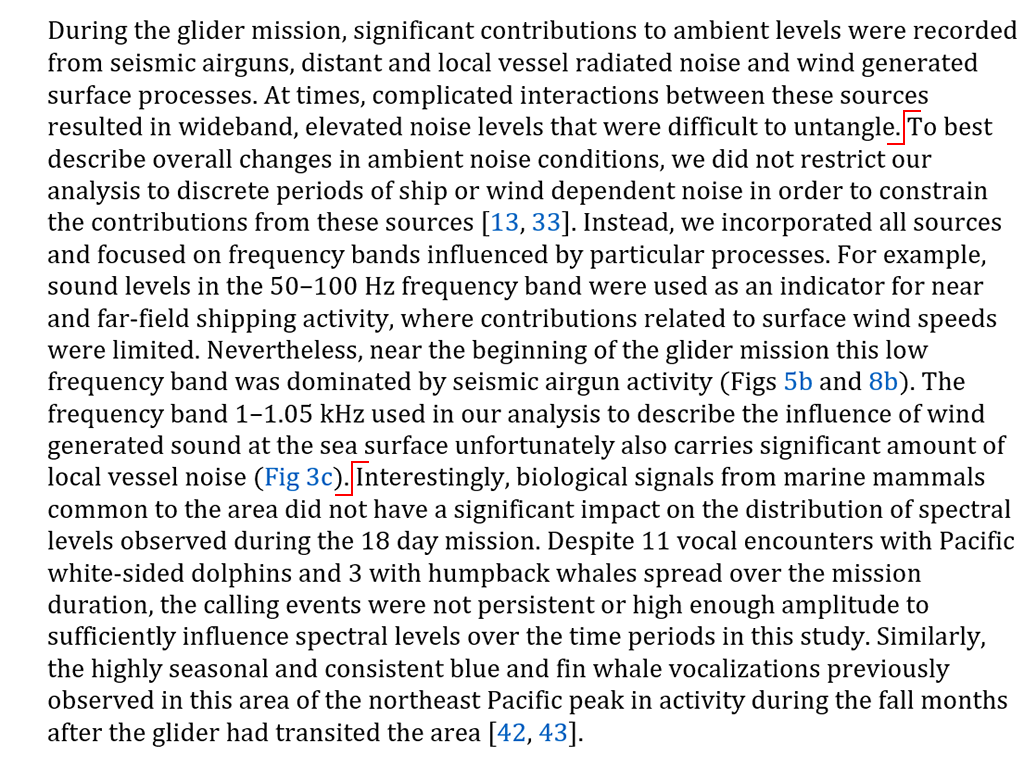 During the glider mission, significant contributions to ambient levels were recorded
from seismic airguns, distant and local vessel radiated noise and wind generated
surface processes. At times, complicated interactions between these sources
resulted in wideband, elevated noise levels that were difficult to untangle. To best
describe overall changes in ambient noise conditions, we did not restrict our
analysis to discrete periods of ship or wind dependent noise in order to constrain
the contributions from these sources [13, 33]. Instead, we incorporated all sources
and focused on frequency bands influenced by particular processes. For example,
sound levels in the 50–100 Hz frequency band were used as an indicator for near
and far-field shipping activity, where contributions related to surface wind speeds
were limited. Nevertheless, near the beginning of the glider mission this low
frequency band was dominated by seismic airgun activity (Figs 5b and 8b). The
frequency band 1–1.05 kHz used in our analysis to describe the influence of wind
generated sound at the sea surface unfortunately also carries significant amount of
local vessel noise (Fig 3c). Interestingly, biological signals from marine mammals
common to the area did not have a significant impact on the distribution of spectral
levels observed during the 18 day mission. Despite 11 vocal encounters with Pacific
white-sided dolphins and 3 with humpback whales spread over the mission
duration, the calling events were not persistent or high enough amplitude to
sufficiently influence spectral levels over the time periods in this study. Similarly,
the highly seasonal and consistent blue and fin whale vocalizations previously
observed in this area of the northeast Pacific peak in activity during the fall months
after the glider had transited the area [42, 43].